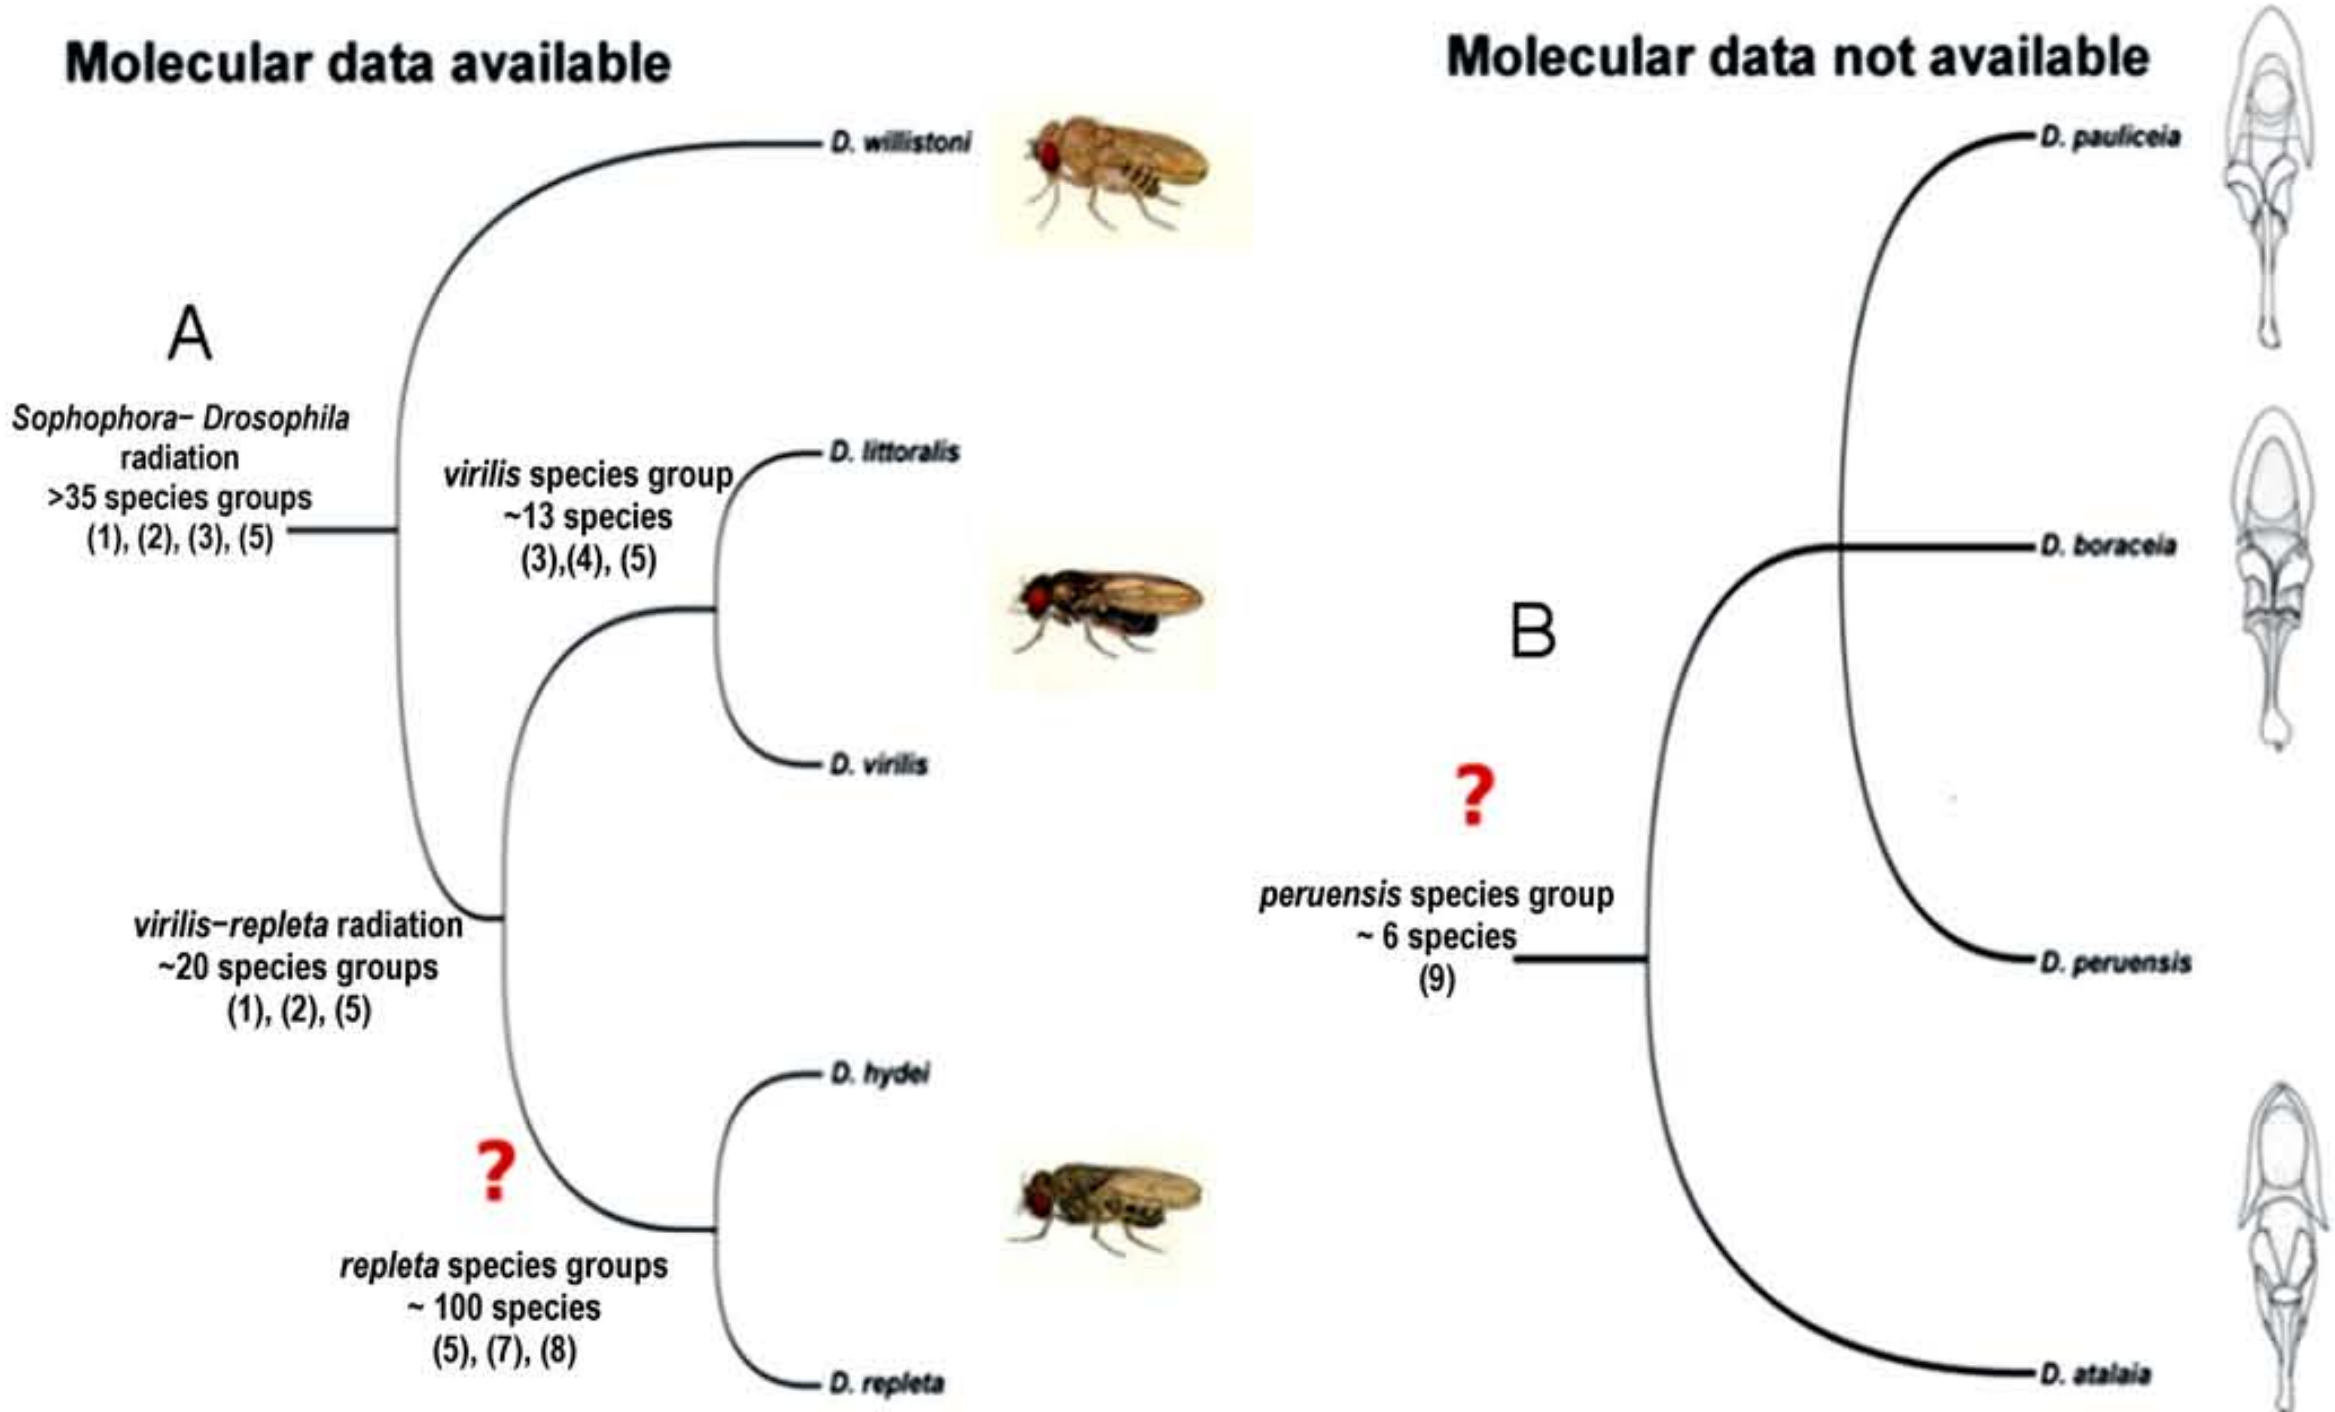 Molecular data available
D. willistoni
A
Sophophora– Drosophila
radiation
>35 species groups
(1), (2), (3), (5)
virilis species group
~13 species
(3),(4), (5)
D. littoralis
D. virilis
virilis–repleta radiation
~20 species groups
(1), (2), (5)
D. hydei
?
repleta species groups
~ 100 species
(5), (7), (8)
D. repleta
Molecular data not available
D. pauliceia
D. boraceia
B
?
peruensis species group
~ 6 species
(9)
D. peruensis
D. atalaia